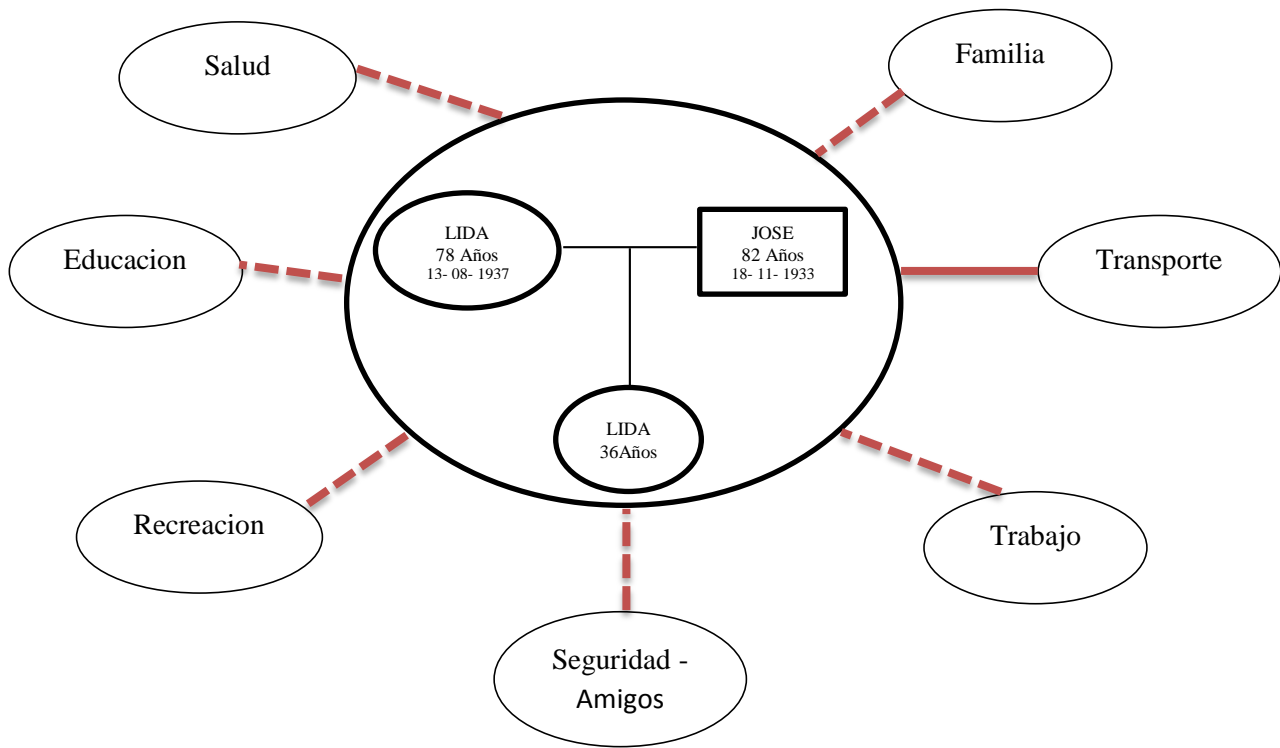 Salud
Familia
LIDA
78 Años
13- 08- 1937
JOSE
82 Años
18- 11- 1933
Educacion
Transporte
LIDA
36Años
Recreacion
Trabajo
Seguridad -
Amigos